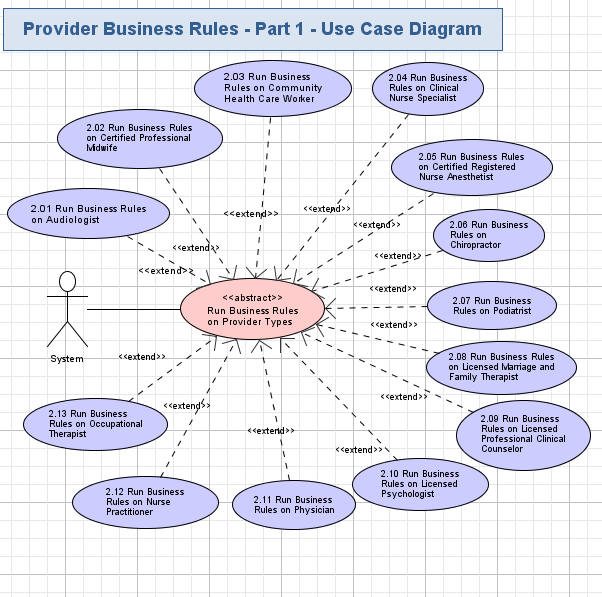 Provider Business Rules - Part 1 - Use Case Diagram
2.03 Run Business
Rules on Community
Health Care Worker
2.04 Run Business
Rules on Clinical
Nurse Specialist
2.02 Run Business Rules
on Certified Professional
Midwife
2.05 Run Business Rules
on Certified Registered
Nurse Anesthetist
2.01 Run Business Rules
on Audiologist
2.06 Run Business
Rules on
Chiropractor
<<extend>>
<<extend>>
<<extend>>
<<extend>>
<<extend>>
<<extend>>
<<abstract>>
Run Business Rules
on Provider Types
<<extend>>
2.07 Run Business
Rules on Podiatrist
<<extend>>
System
<<extend>>
2.08 Run Business Rules
on Licensed Marriage and
Family Therapist
<<extend>>
<<extend>>
2.13 Run Business
Rules on Occupational
Therapist
2.09 Run Business
Rules on Licensed
Professional Clinical
Counselor
<<extend>>
<<extend>>
2.12 Run Business
Rules on Nurse
Practitioner
2.11 Run Business
Rules on Physician
2.10 Run Business
Rules on Licensed
Psychologist